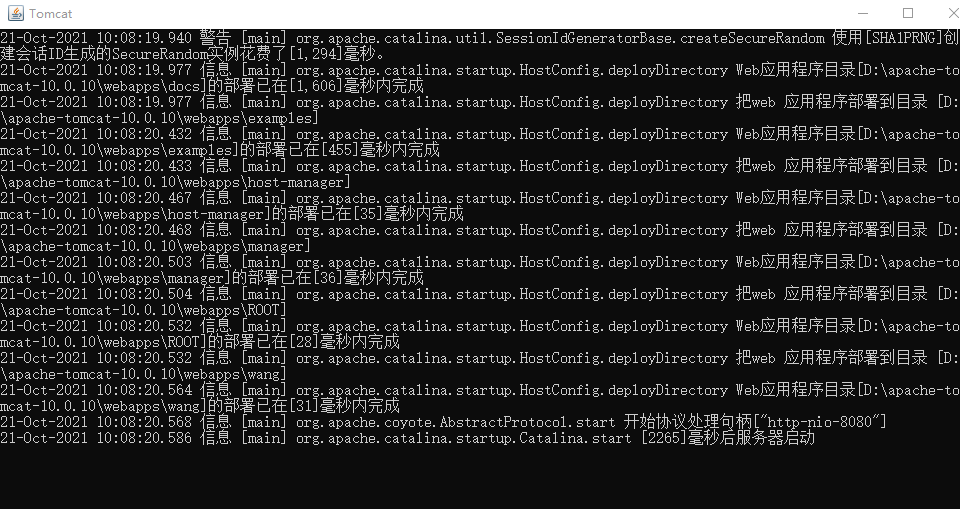 Tomcat
21-Oct-2021 10:08:19.940 警告 [main] org.apache.catalina.util.SessionIdGeneratorBase.createSecureRandom 使用[SHA1PRNG]创
建会话ID生成的SecureRandom实例花费了[1,294]毫秒。
21-Oct-2021 10:08:19.977 信息 [main] org.apache.catalina.startup.HostConfig.deployDirectory Web应用程序目录[D:\apache-to
mcat-10.0.10\webapps\docs]的部署已在[1,606]毫秒内完成
21-Oct-2021 10:08:19.977 信息 [main] org.apache.catalina.startup.HostConfig.deployDirectory 把web 应用程序部署到目录 [D:
\apache-tomcat-10.0.10\webapps\examples]
21-Oct-2021 10:08:20.432 信息 [main] org.apache.catalina.startup.HostConfig.deployDirectory Web应用程序目录[D:\apache-to
mcat-10.0.10\webapps\examples]的部署已在[455]毫秒内完成
21-Oct-2021 10:08:20.433 信息 [main] org.apache.catalina.startup.HostConfig.deployDirectory 把web 应用程序部署到目录 [D:
\apache-tomcat-10.0.10\webapps\host-manager]
21-Oct-2021 10:08:20.467 信息 [main] org.apache.catalina.startup.HostConfig.deployDirectory Web应用程序目录[D:\apache-to
mcat-10.0.10\webapps\host-manager]的部署已在[35]毫秒内完成
21-Oct-2021 10:08:20.468 信息 [main] org.apache.catalina.startup.HostConfig.deployDirectory 把web 应用程序部署到目录 [D:
\apache-tomcat-10.0.10\webapps\manager]
21-Oct-2021 10:08:20.503 信息 [main] org.apache.catalina.startup.HostConfig.deployDirectory Web应用程序目录[D:\apache-to
mcat-10.0.10\webapps\manager]的部署已在[36]毫秒内完成
21-Oct-2021 10:08:20.504 信息 [main] org.apache.catalina.startup.HostConfig.deployDirectory 把web 应用程序部署到目录 [D:
\apache-tomcat-10.0.10\webapps\ROOT]
21-Oct-2021 10:08:20.532 信息 [main] org.apache.catalina.startup.HostConfig.deployDirectory Web应用程序目录[D:\apache-to
mcat-10.0.10\webapps\ROOT]的部署已在[28]毫秒内完成
21-Oct-2021 10:08:20.532 信息 [main] org.apache.catalina.startup.HostConfig.deployDirectory 把web 应用程序部署到目录 [D:
\apache-tomcat-10.0.10\webapps\wang]
21-Oct-2021 10:08:20.564 信息 [main] org.apache.catalina.startup.HostConfig.deployDirectory Web应用程序目录[D:\apache-to
mcat-10.0.10\webapps\wang]的部署已在[31]毫秒内完成
21-Oct-2021 10:08:20.568 信息 [main] org.apache.coyote.AbstractProtocol.start 开始协议处理句柄["http-nio-8080"]
21-Oct-2021 10:08:20.586 信息 [main] org.apache.catalina.startup.Catalina.start [2265]毫秒后服务器启动